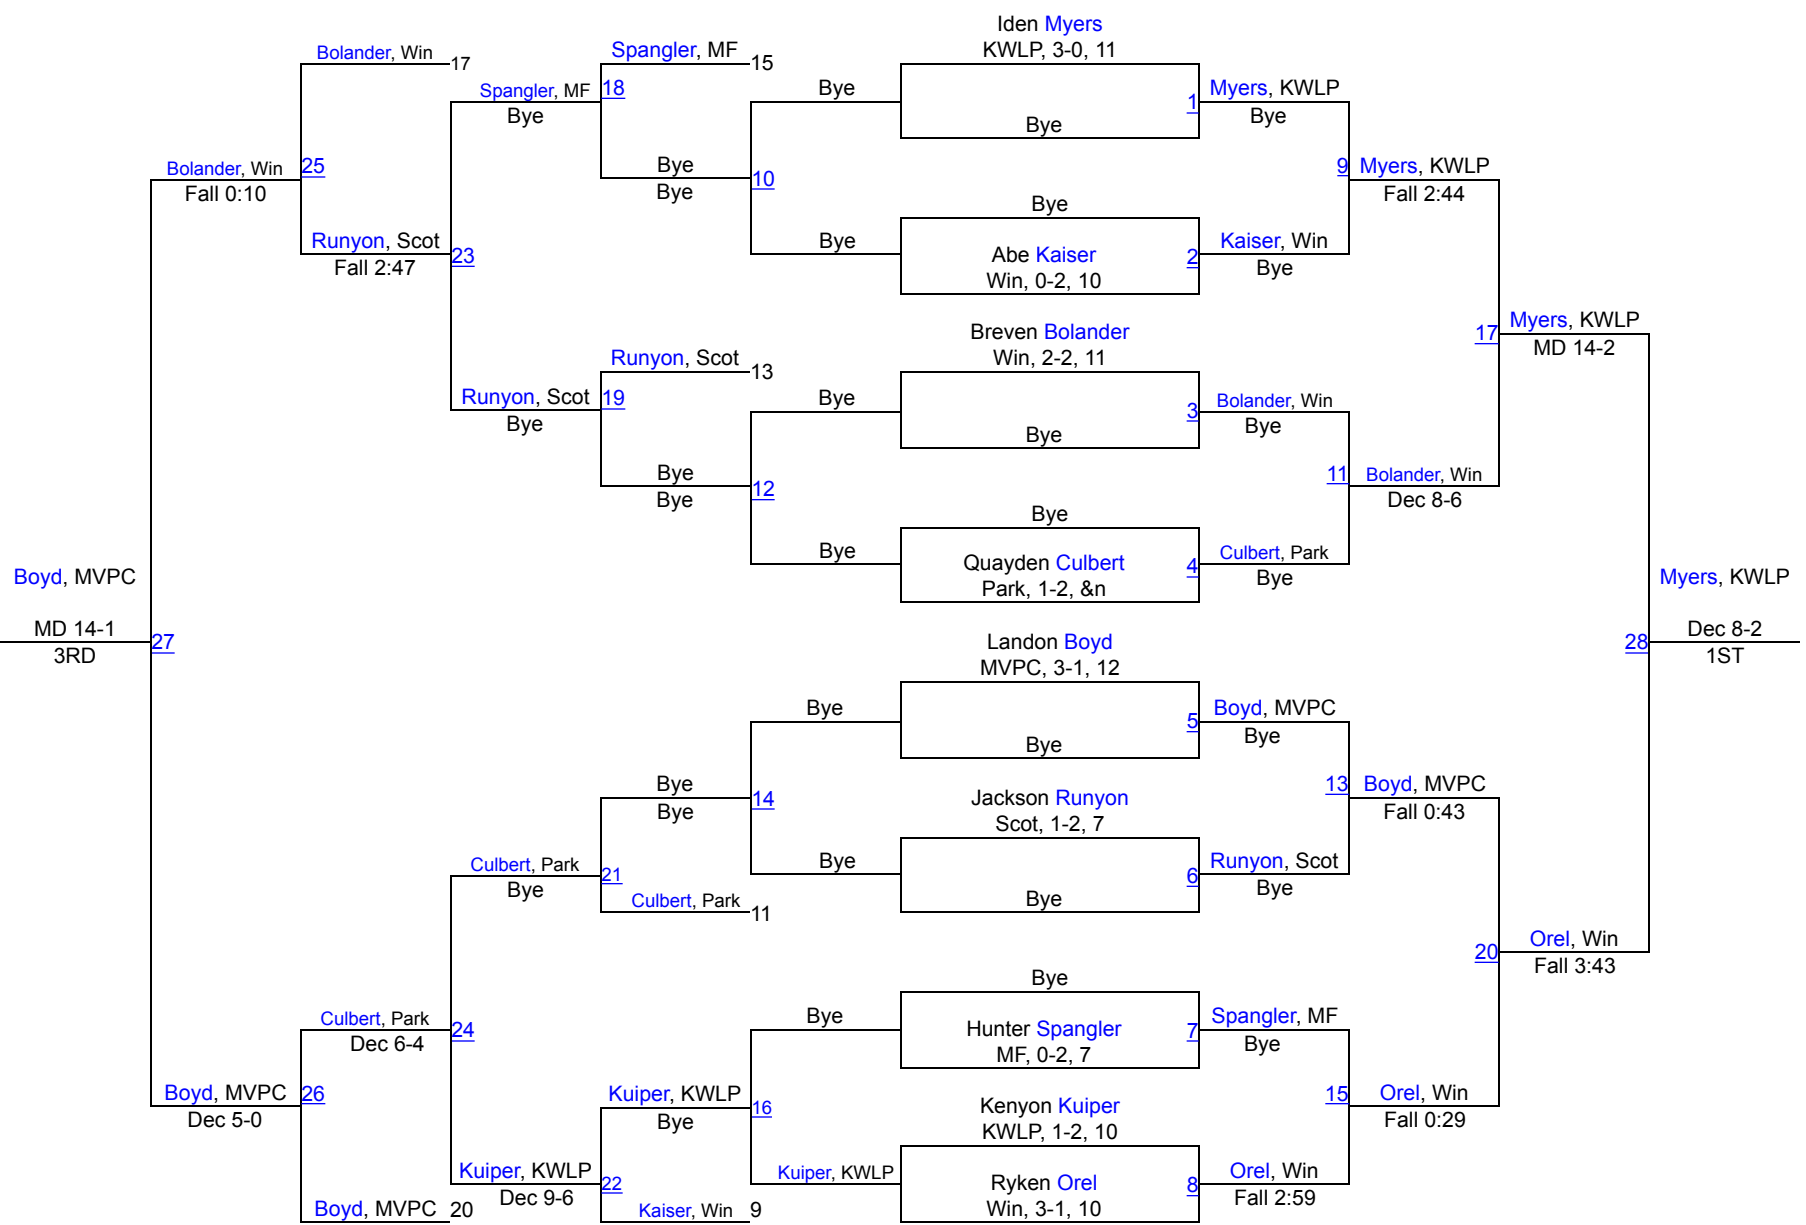 Iden Myers
KWLP, 3-0, 11
Bolander, Win
17
Spangler, MF
15
Spangler, MF
18
Bye
Bye
Myers, KWLP
1
Bye
Bye
Bolander, Win
25
Fall 0:10
Bye
10
Bye
9
Myers, KWLP
Fall 2:44
Bye
Runyon, Scot
23
Fall 2:47
Bye
Abe Kaiser
Win, 0-2, 10
2
Kaiser, Win
Bye
Breven Bolander
Win, 2-2, 11
17
Myers, KWLP
MD 14-2
Runyon, Scot
13
Runyon, Scot
19
Bye
Bye
3
Bolander, Win
Bye
Bye
Bye
12
Bye
11
Bolander, Win
Dec 8-6
Bye
Bye
Quayden Culbert
Park, 1-2, &n
4
Culbert, Park
Bye
Boyd, MVPC
MD 14-1
3RD
27
Myers, KWLP
28
Dec 8-2
1ST
Landon Boyd
MVPC, 3-1, 12
Bye
5
Boyd, MVPC
Bye
Bye
Bye
14
Bye
Jackson Runyon
Scot, 1-2, 7
13
Boyd, MVPC
Fall 0:43
Culbert, Park
21
Bye
Bye
6
Runyon, Scot
Bye
Bye
Culbert, Park
11
20
Orel, Win
Fall 3:43
Bye
Culbert, Park
24
Dec 6-4
Bye
Hunter Spangler
MF, 0-2, 7
7
Spangler, MF
Bye
Boyd, MVPC
26
Dec 5-0
Kuiper, KWLP
16
Bye
Kenyon Kuiper
KWLP, 1-2, 10
15
Orel, Win
Fall 0:29
Kuiper, KWLP
22
Dec 9-6
Kuiper, KWLP
Ryken Orel
Win, 3-1, 10
8
Orel, Win
Fall 2:59
Boyd, MVPC
20
Kaiser, Win
9